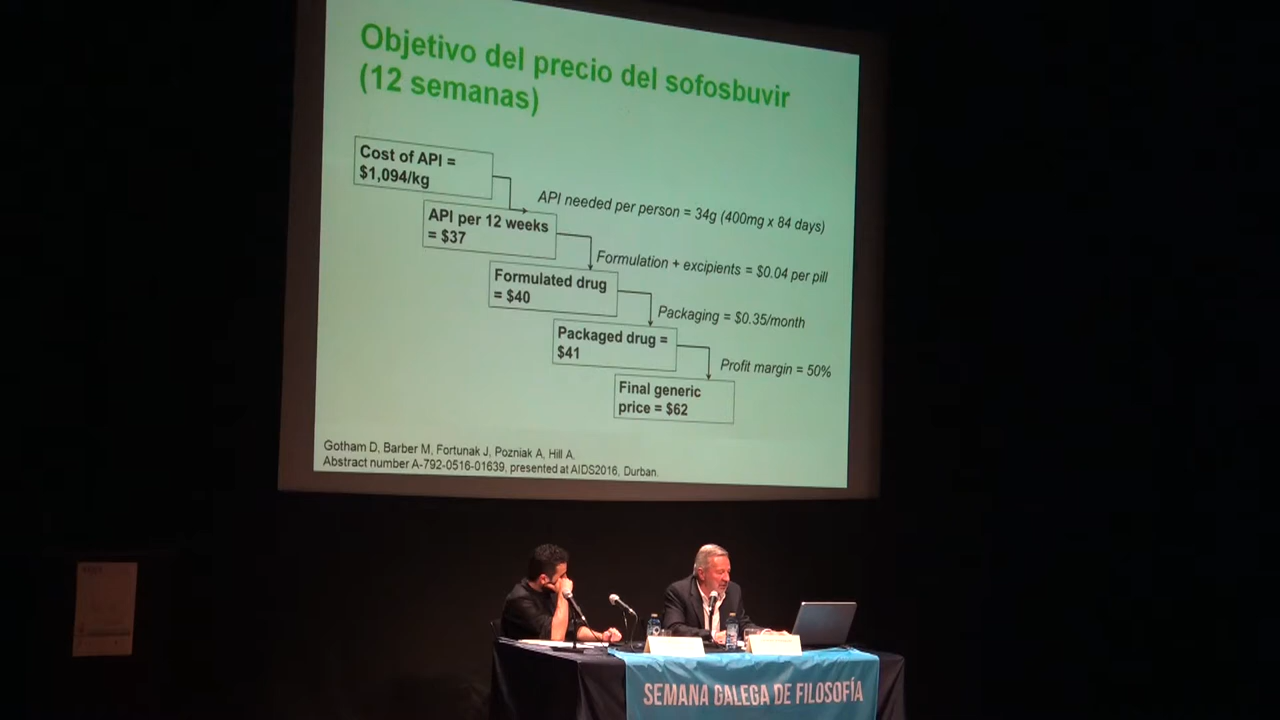 Objetivo del precio del sofosbuvir
(12 semanas)
Cost of API =
$1,094/kg
API needed per person = 34g (400mg x 84 days)
API per 12 weeks
= $37
Formulation + excipients = $0.04 per pill
Formulated drug
= $40
Packaging = $0.35/month
Packaged drug =
$41
Profit margin = 50%
Final generic
price = $62
Gotham D, Barber M, Fortunak J, Pozniak A, Hill A.
Abstract number A-792-0516-01639, presented at AIDS2016, Durban.
SEMANA GALEGA DE FILOSOFÍA